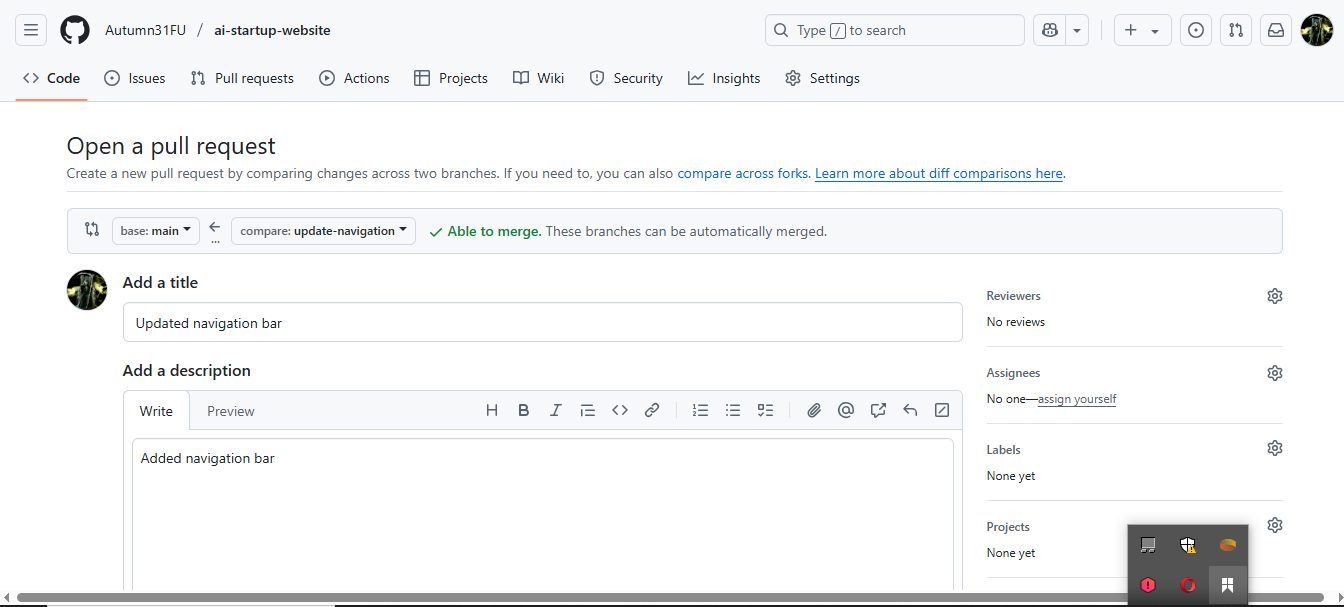 Autumn31FU / ai-startup-website
Type / to search
Code Issues Pull requests Actions Projects Wiki Security Insights Settings
Open a pull request
Create a new pull request by comparing changes across two branches. If you need to, you can also compare across forks. Learn more about diff comparisons here.
base: main ... compare: update-navigation Able to merge. These branches can be automatically merged.
Add a title
Updated navigation bar
Add a description
Write Preview
Added navigation bar
Reviewers
No reviews
Assignees
No one—assign yourself
Labels
None yet
Projects
None yet